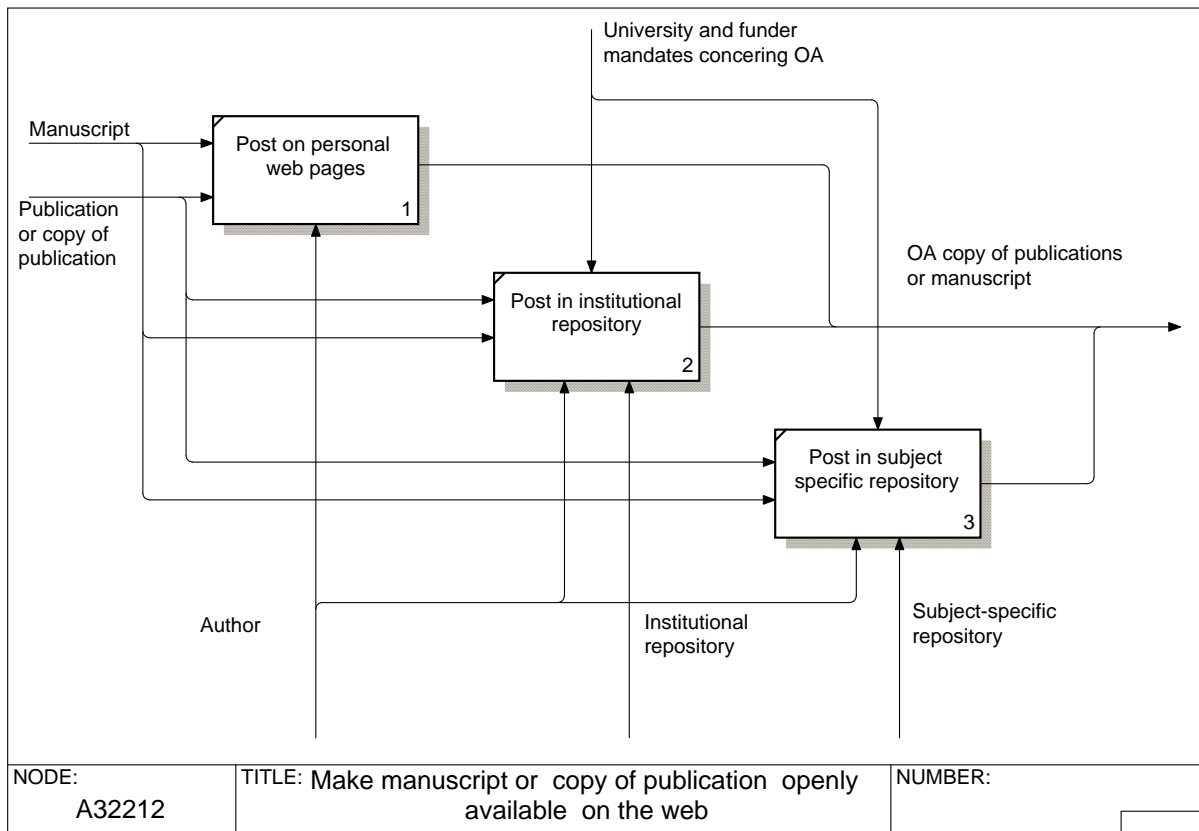 University and funder
mandates concering OA
Manuscript
Post on personal
web pages
1
Publication
or copy of
publication
OA copy of publications
or manuscript
Post in institutional
repository
2
Post in subject
specific repository
3
Author
Institutional
repository
Subject-specific
repository
NODE:
A32212
TITLE: Make manuscript or copy of publication openly
available on the web
NUMBER: